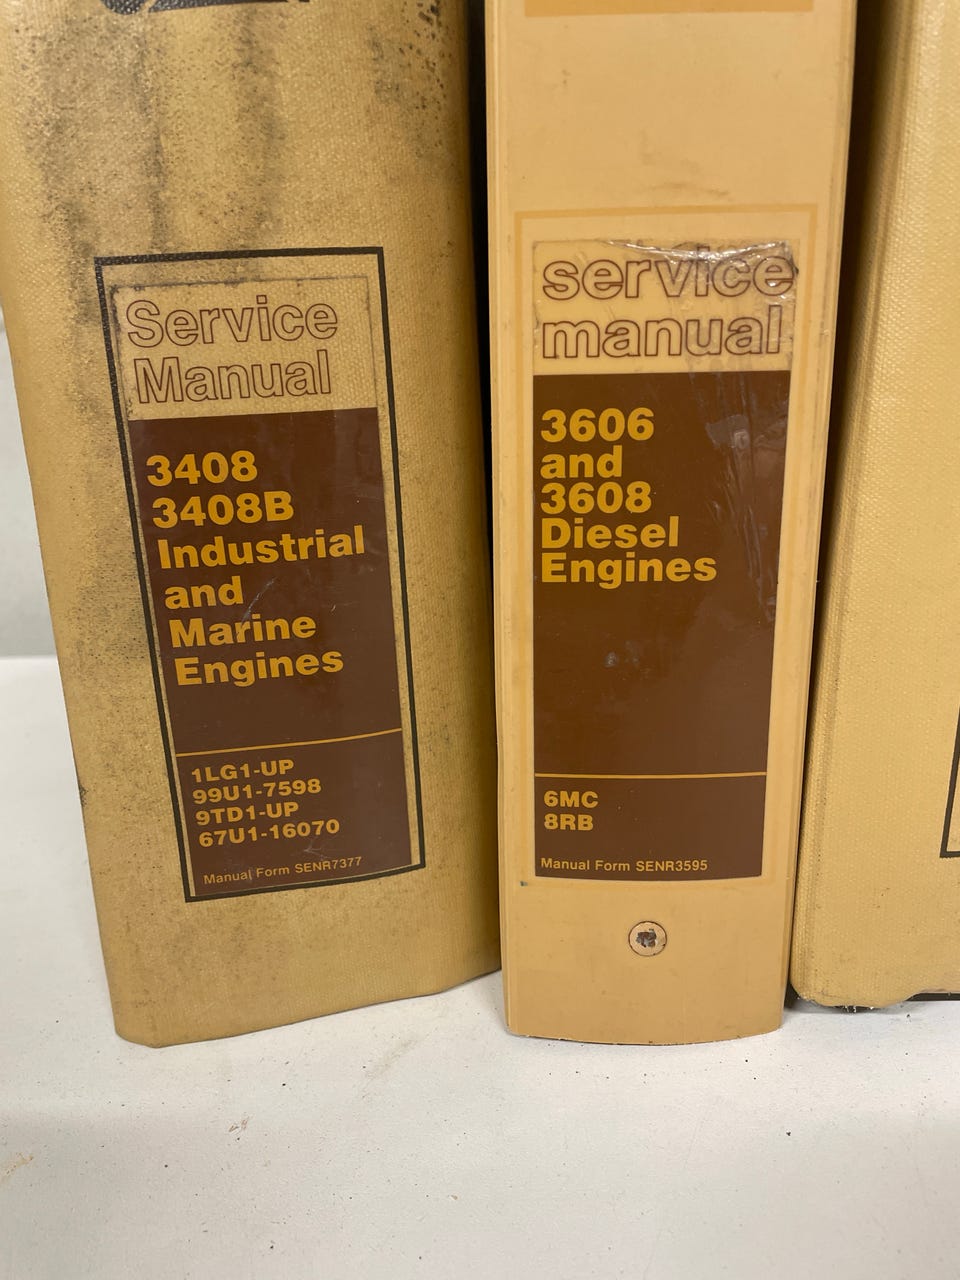 Service
Manual
3408
3408B
Industrial
and
Marine
Engines
1LG1-UP
99U1-7598
9TD1-UP
67U1-16070
Manual Form SENR7377
service
manual
3606
and
3608
Diesel
Engines
6MC
8RB
Manual Form SENR3595